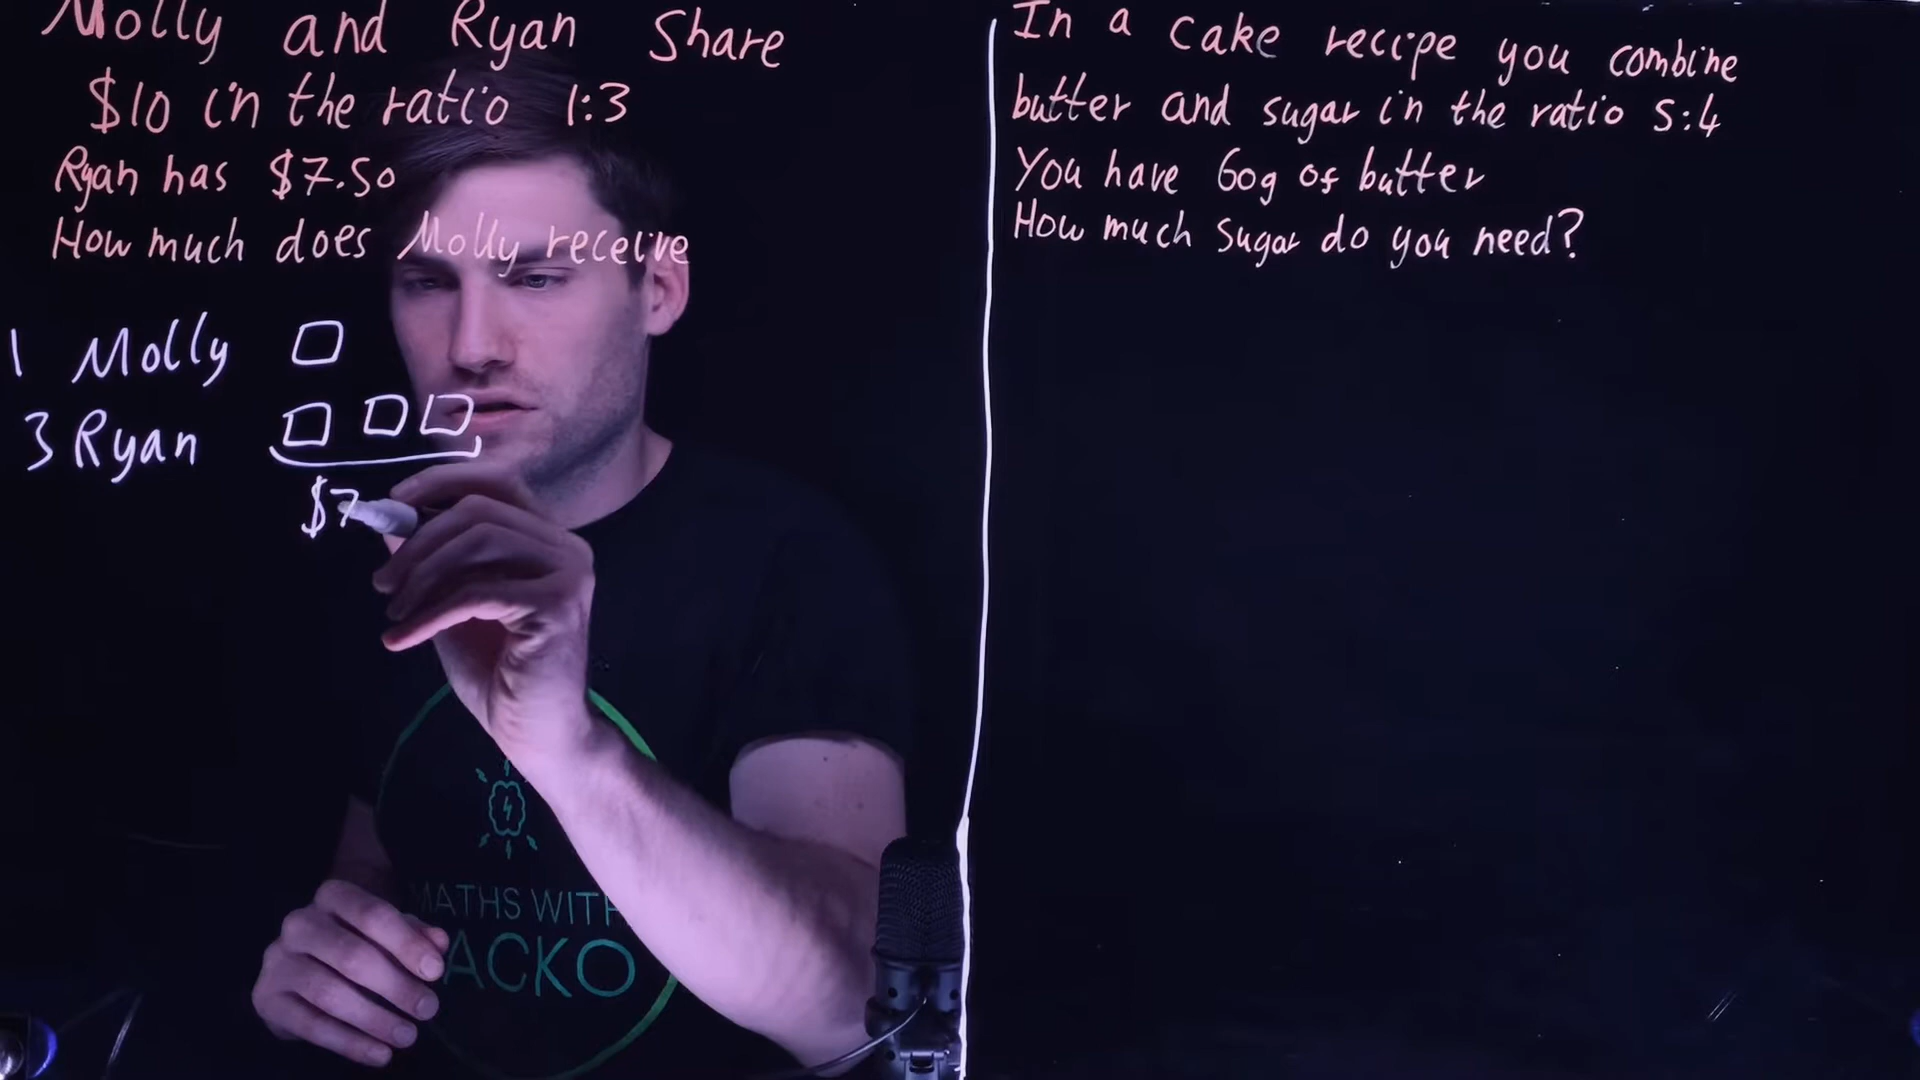 Molly and Ryan Share
$10 in the ratio 1:3
Ryan has $7.50
How much does Molly receive
1 Molly
3 Ryan
$7
In a cake recipe you combine
butter and sugar in the ratio 5:4
You have 60g of butter
How much sugar do you need?
MATHS WITH
ACKO